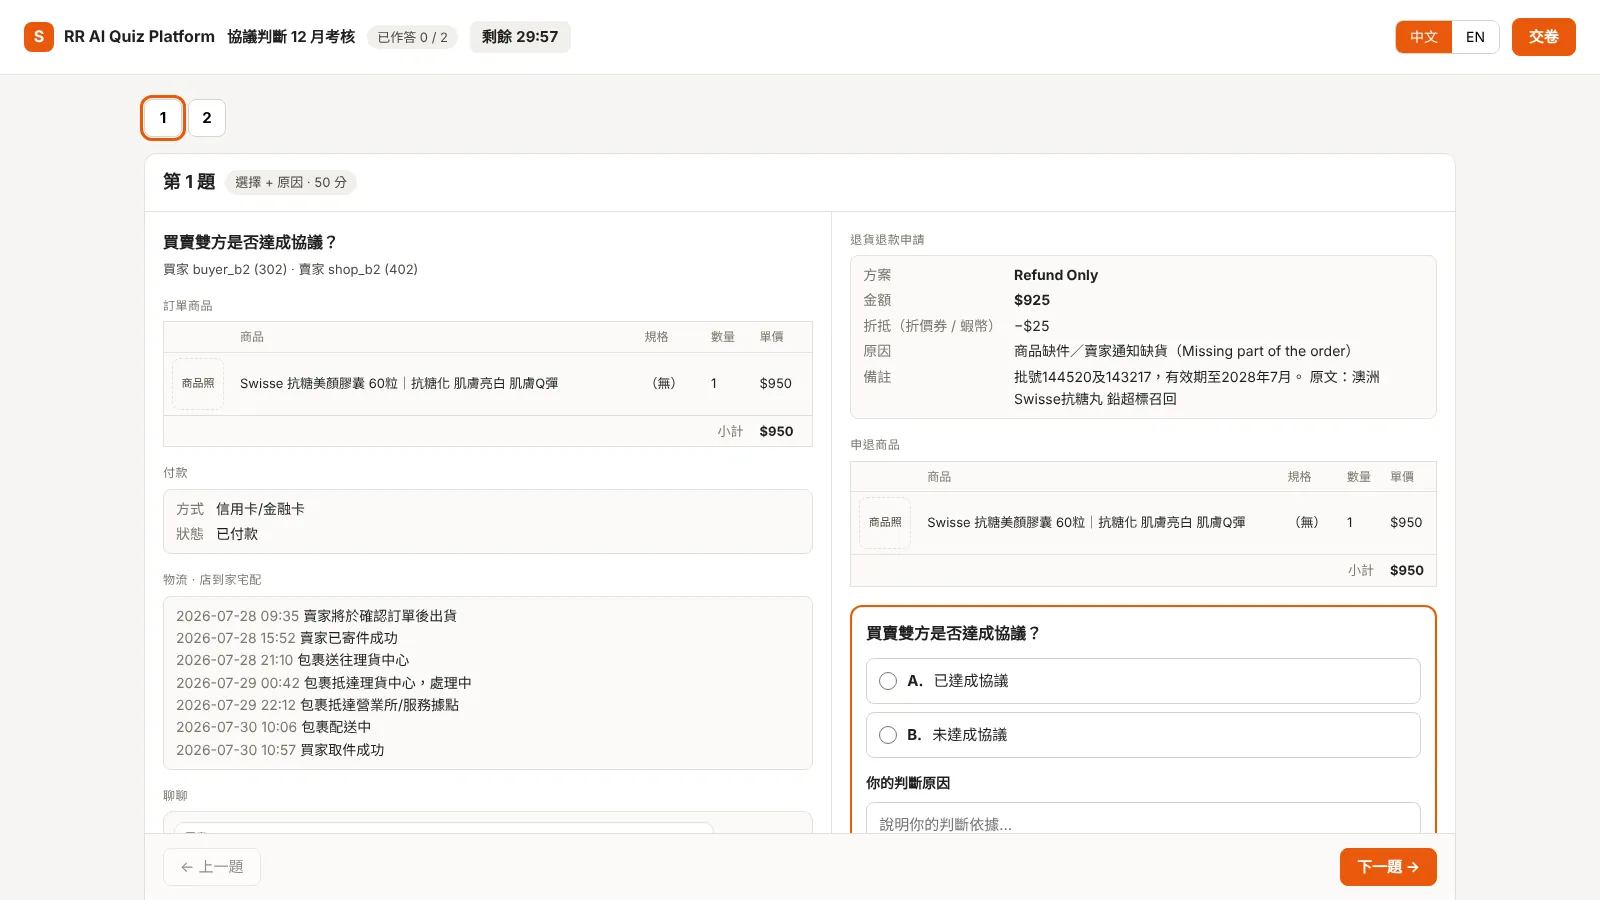 S RR AI Quiz Platform 協議判斷 12 月考核 已作答 0 / 2 剩餘 29:57 中文 EN 交卷
1 2
第 1 題 選擇 + 原因 · 50 分
買賣雙方是否達成協議？
買家 buyer_b2 (302) · 賣家 shop_b2 (402)
訂單商品
商品 規格 數量 單價
商品照 Swisse 抗糖美顏膠囊 60粒｜抗糖化 肌膚亮白 肌膚Q彈 （無） 1 $950
小計 $950
付款
方式 信用卡/金融卡
狀態 已付款
物流 · 店到家宅配
2026-07-28 09:35 賣家將於確認訂單後出貨
2026-07-28 15:52 賣家已寄件成功
2026-07-28 21:10 包裹送往理貨中心
2026-07-29 00:42 包裹抵達理貨中心，處理中
2026-07-29 22:12 包裹抵達營業所/服務據點
2026-07-30 10:06 包裹配送中
2026-07-30 10:57 買家取件成功
聊聊
退貨退款申請
方案 Refund Only
金額 $925
折抵（折價券 / 蝦幣） −$25
原因 商品缺件／賣家通知缺貨（Missing part of the order）
備註 批號144520及143217，有效期至2028年7月。 原文：澳洲
Swisse抗糖丸 鉛超標召回
申退商品
商品 規格 數量 單價
商品照 Swisse 抗糖美顏膠囊 60粒｜抗糖化 肌膚亮白 肌膚Q彈 （無） 1 $950
小計 $950
買賣雙方是否達成協議？
A. 已達成協議
B. 未達成協議
你的判斷原因
說明你的判斷依據...
← 上一題 下一題 →